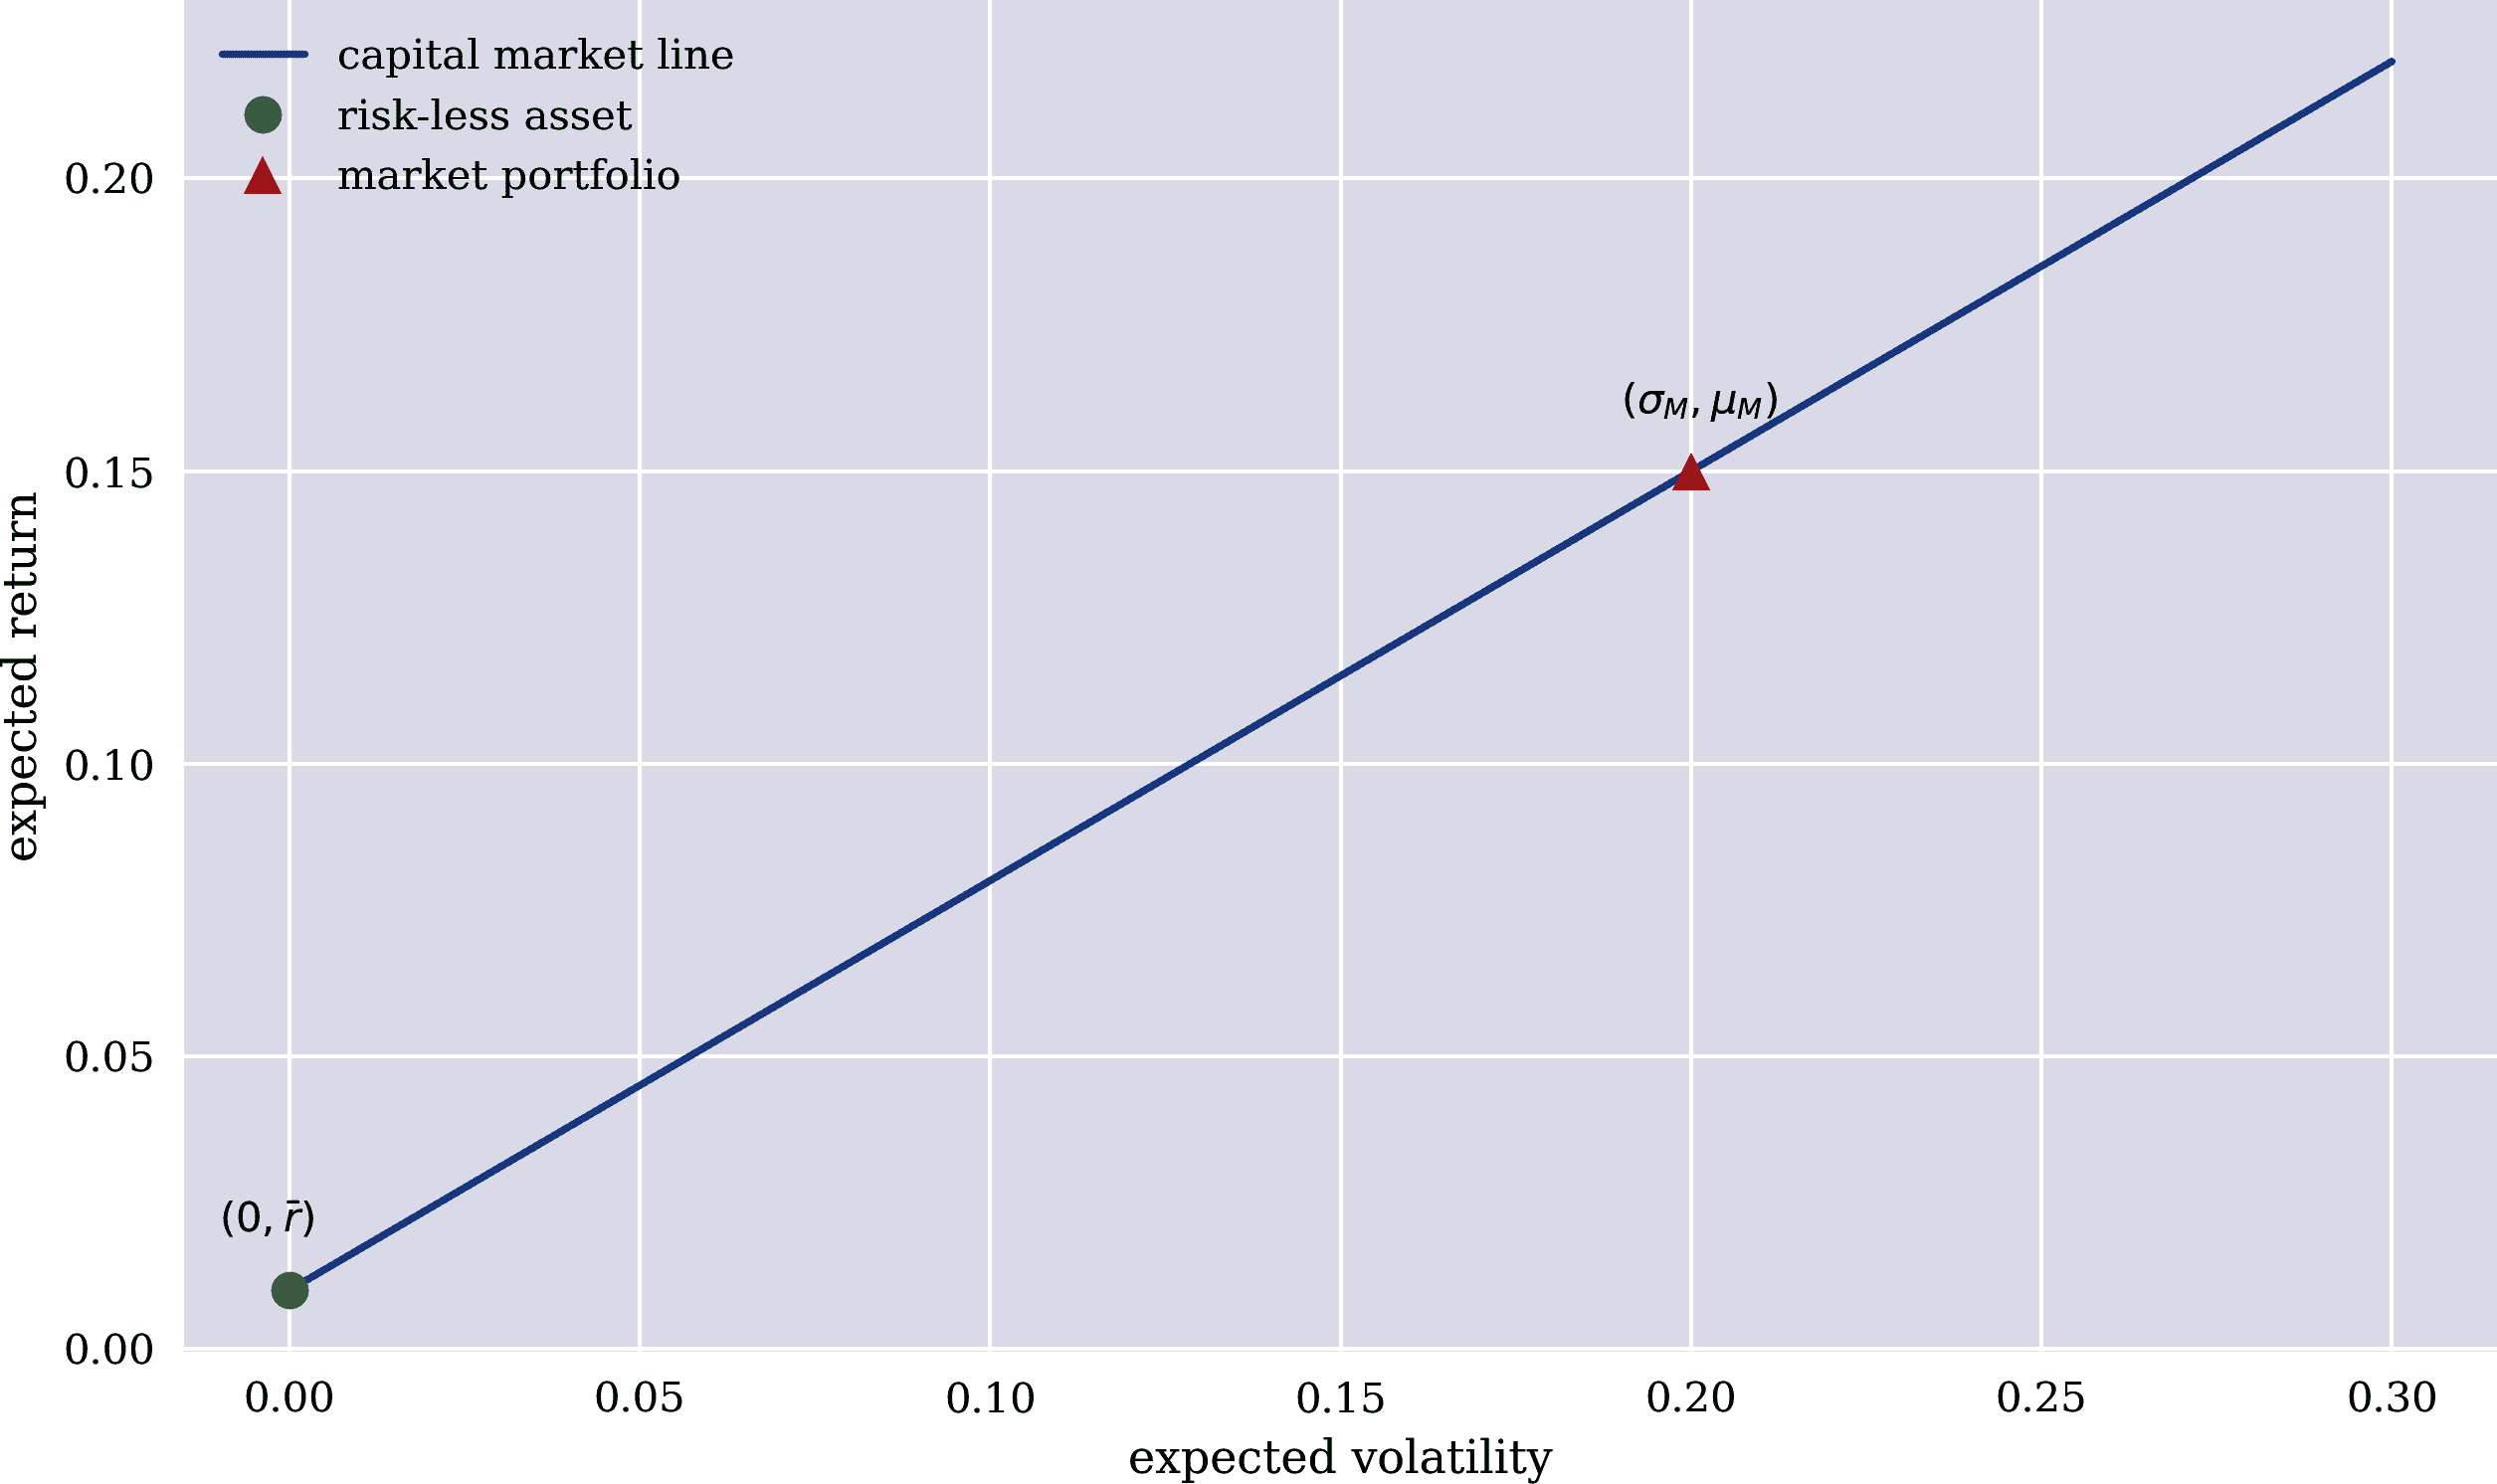 capital market line
risk-less asset
market portfolio
0.20
(σ_M, μ_M)
0.15
expected return
0.10
0.05
(0, r̄)
0.00
0.00 0.05 0.10 0.15 0.20 0.25 0.30
expected volatility